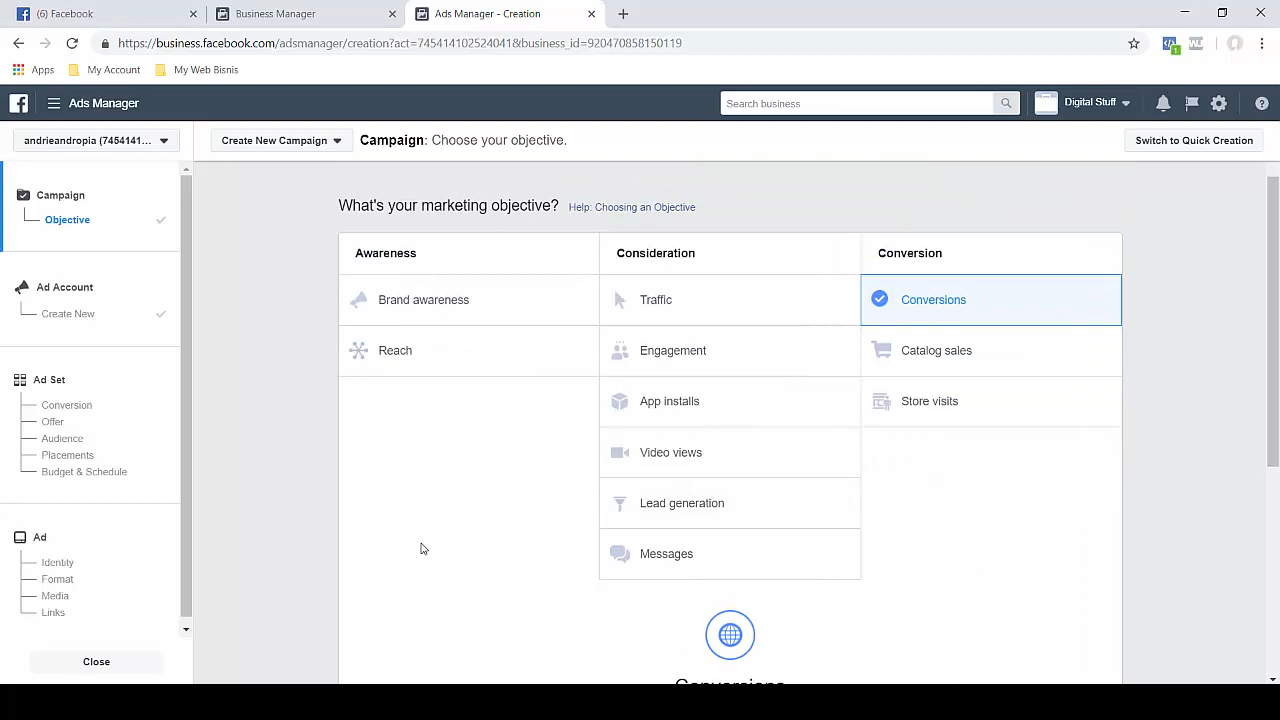 (6) Facebook
Business Manager
Ads Manager - Creation
https://business.facebook.com/adsmanager/creation?act=745414102524041&business_id=920470858150119
1
Apps
My Account
My Web Bisnis
Ads Manager
Search business
Digital Stuff
andrieandropia (7454141...
Create New Campaign
Campaign: Choose your objective.
Switch to Quick Creation
Campaign
Objective
Ad Account
Create New
Ad Set
Conversion
Offer
Audience
Placements
Budget & Schedule
Ad
Identity
Format
Media
Links
Close
What's your marketing objective? Help: Choosing an Objective
Awareness
Consideration
Conversion
Brand awareness
Traffic
Conversions
Reach
Engagement
Catalog sales
App installs
Store visits
Video views
Lead generation
Messages
Conversions